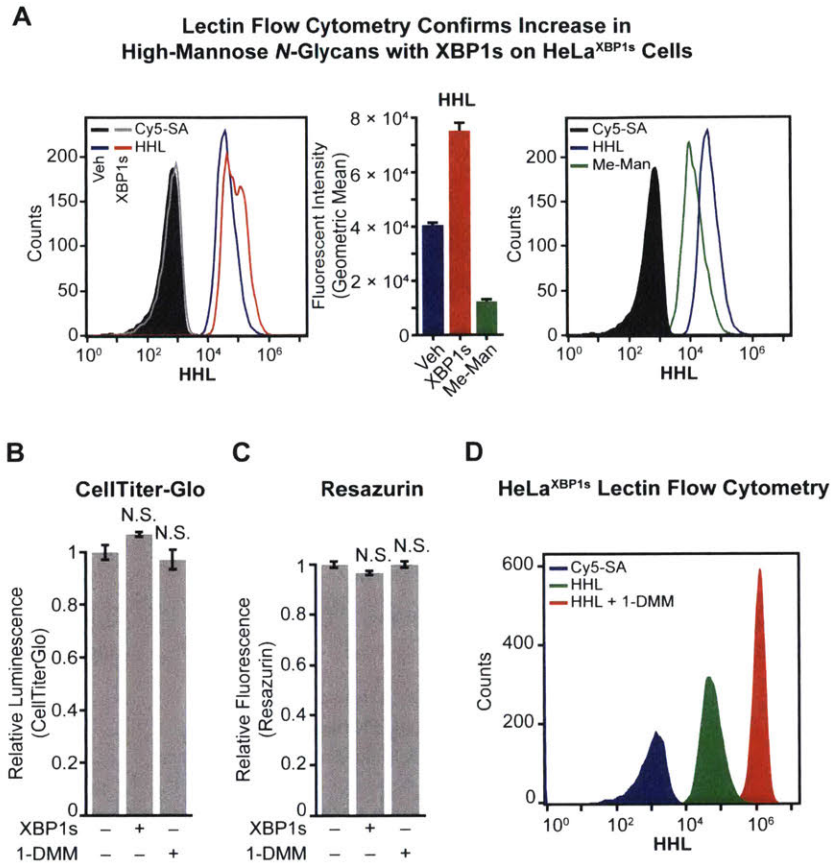 A
Lectin Flow Cytometry Confirms Increase in
High-Mannose N-Glycans with XBP1s on HeLaXBP1s Cells
Cy5-SA
HHL
Veh
XBP1s
Counts
200
150
100
50
0
10⁰ 10² 10⁴ 10⁶
HHL
HHL
Fluorescent Intensity
(Geometric Mean)
8 × 10⁴
6 × 10⁴
4 × 10⁴
2 × 10⁴
0
Veh
XBP1s
Me-Man
Cy5-SA
HHL
Me-Man
Counts
200
150
100
50
0
10⁰ 10² 10⁴ 10⁶
HHL
B
CellTiter-Glo
N.S.
N.S.
Relative Luminescence
(CellTiterGlo)
1
0.8
0.6
0.4
0.2
0
XBP1s – + –
1-DMM – – +
C
Resazurin
N.S. N.S.
Relative Fluorescence
(Resazurin)
1
0.8
0.6
0.4
0.2
0
XBP1s – + –
1-DMM – – +
D
HeLaXBP1s Lectin Flow Cytometry
Cy5-SA
HHL
HHL + 1-DMM
Counts
600
400
200
0
10⁰ 10² 10⁴ 10⁶
HHL